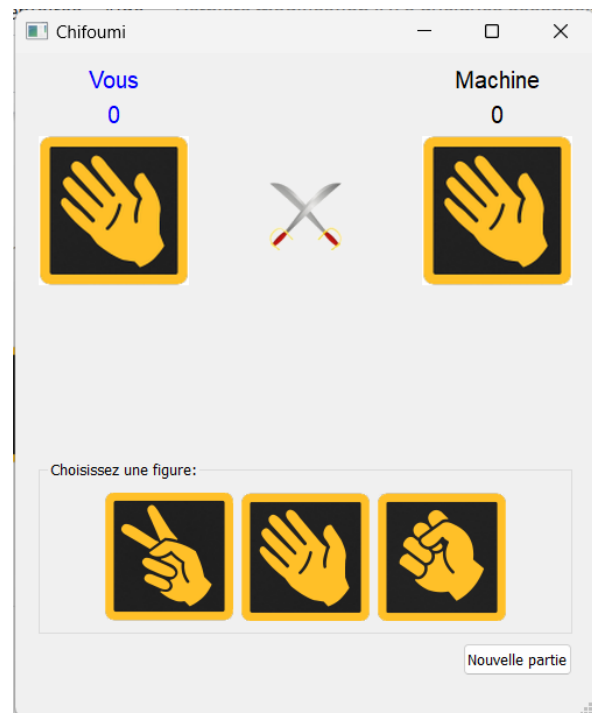 Chifoumi
Vous
Machine
0
0
Choisissez une figure:
Nouvelle partie